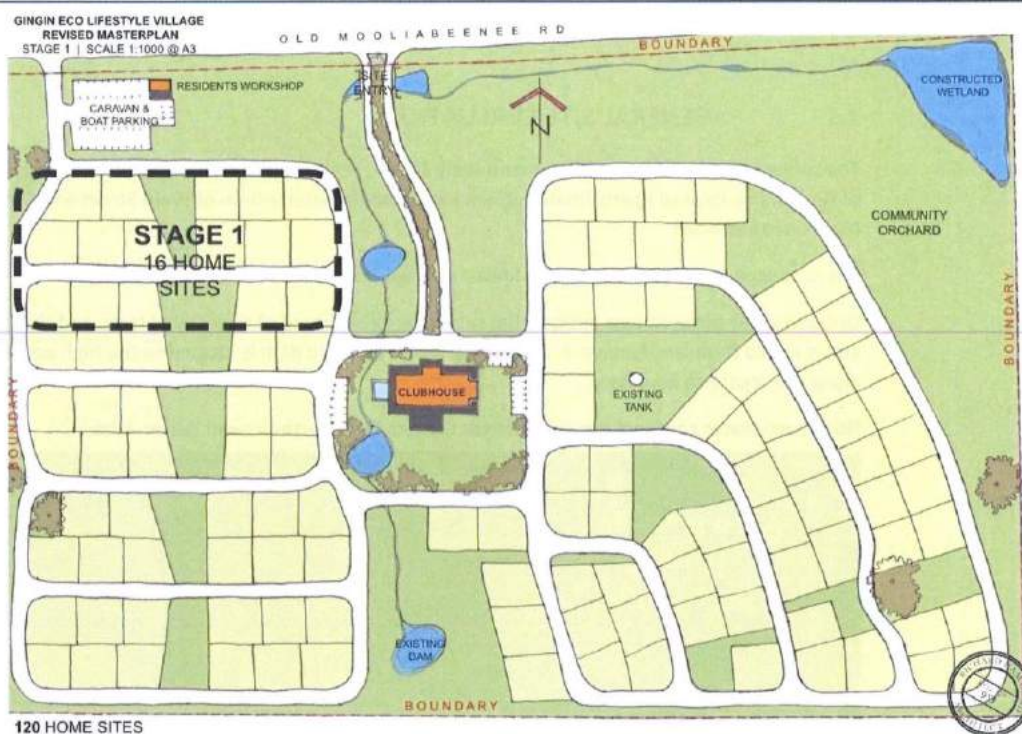 GINGIN ECO LIFESTYLE VILLAGE
REVISED MASTERPLAN
STAGE 1 | SCALE 1:1000 @ A3
OLD MOOLIABEENEE RD
BOUNDARY
SITE
ENTRY
RESIDENTS WORKSHOP
CARAVAN &
BOAT PARKING
CONSTRUCTED
WETLAND
N
COMMUNITY
ORCHARD
STAGE 1
16 HOME
SITES
BOUNDARY
CLUBHOUSE
EXISTING
TANK
BOUNDARY
EXISTING
DAM
BOUNDARY
120 HOME SITES